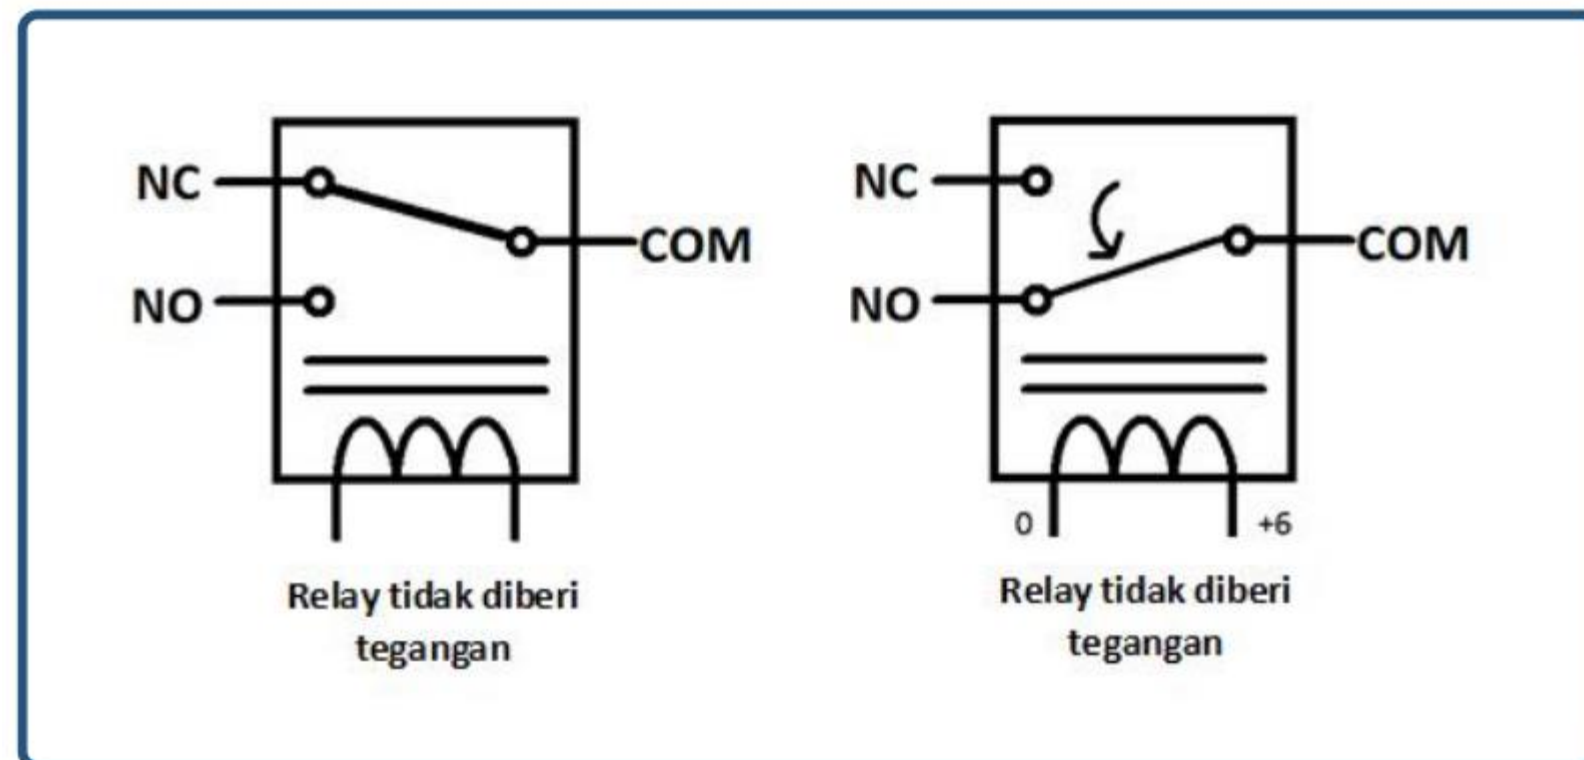 NC
COM
NO
Relay tidak diberi
tegangan
NC
COM
NO
0
+6
Relay tidak diberi
tegangan